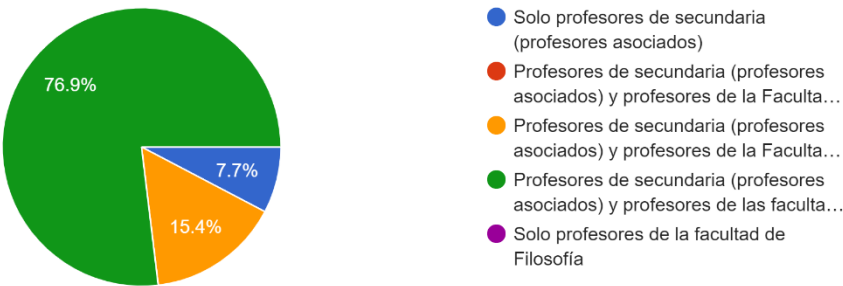 76.9%
7.7%
15.4%
Solo profesores de secundaria
(profesores asociados)
Profesores de secundaria (profesores
asociados) y profesores de la Faculta…
Profesores de secundaria (profesores
asociados) y profesores de la Faculta…
Profesores de secundaria (profesores
asociados) y profesores de las faculta…
Solo profesores de la facultad de
Filosofía